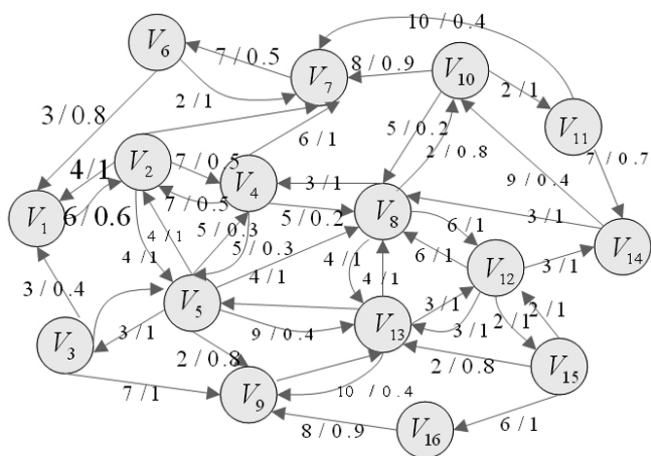 10 / 0.4
V6
7 / 0.5
V7
8 / 0.9
V10
2 / 1
2 / 1
V11
3 / 0.8
6 / 1
5 / 0.2
2 / 0.8
7 / 0.7
4 / 1
V2
7 / 0.5
V4
3 / 1
9 / 0.4
7 / 0.5
V1
6 / 0.6
5 / 0.2
V8
6 / 1
3 / 1
V14
4 / 1
5 / 0.3
5 / 0.3
4 / 1
4 / 1
4 / 1
4 / 1
6 / 1
V12
3 / 1
3 / 0.4
V5
V3
3 / 1
9 / 0.4
V13
3 / 1
3 / 1
2 / 1
2 / 1
2 / 0.8
2 / 0.8
V15
7 / 1
V9
10 / 0.4
8 / 0.9
V16
6 / 1